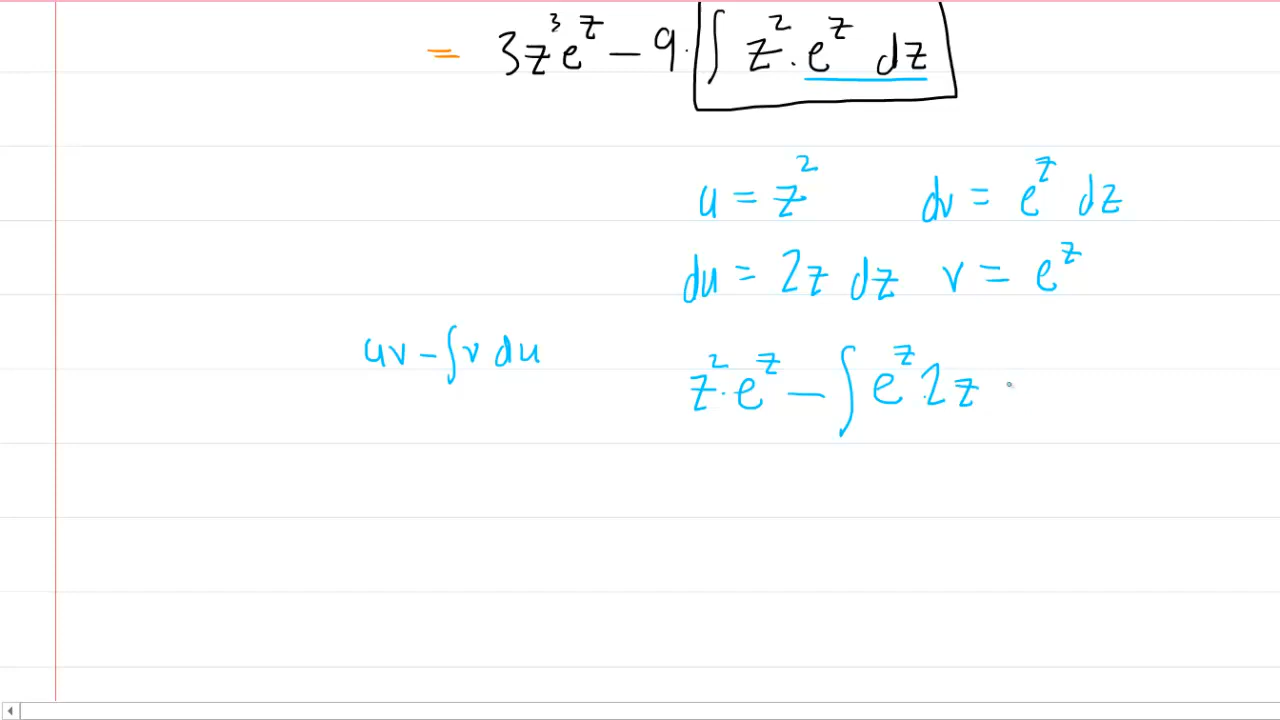 = 3z³eᶻ − 9·∫ z²·eᶻ dz
u = z² dv = eᶻ dz
du = 2z dz v = eᶻ
uv − ∫v du
z²·eᶻ − ∫ eᶻ·2z